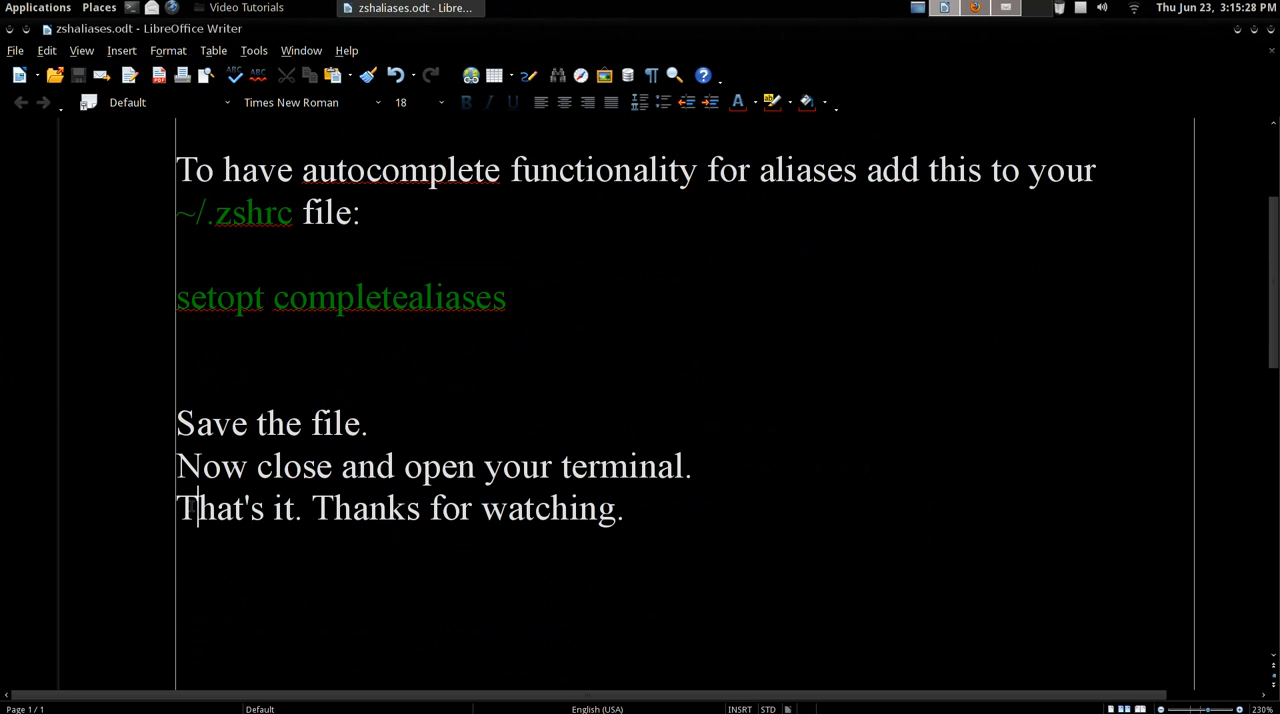 Applications Places Video Tutorials zshaliases.odt - Libre... Thu Jun 23, 3:15:28 PM
zshaliases.odt - LibreOffice Writer
File Edit View Insert Format Table Tools Window Help
Default Times New Roman 18
To have autocomplete functionality for aliases add this to your
~/.zshrc file:
setopt completealiases
Save the file.
Now close and open your terminal.
That's it. Thanks for watching.
Page 1 / 1 Default English (USA) INSRT STD 230%